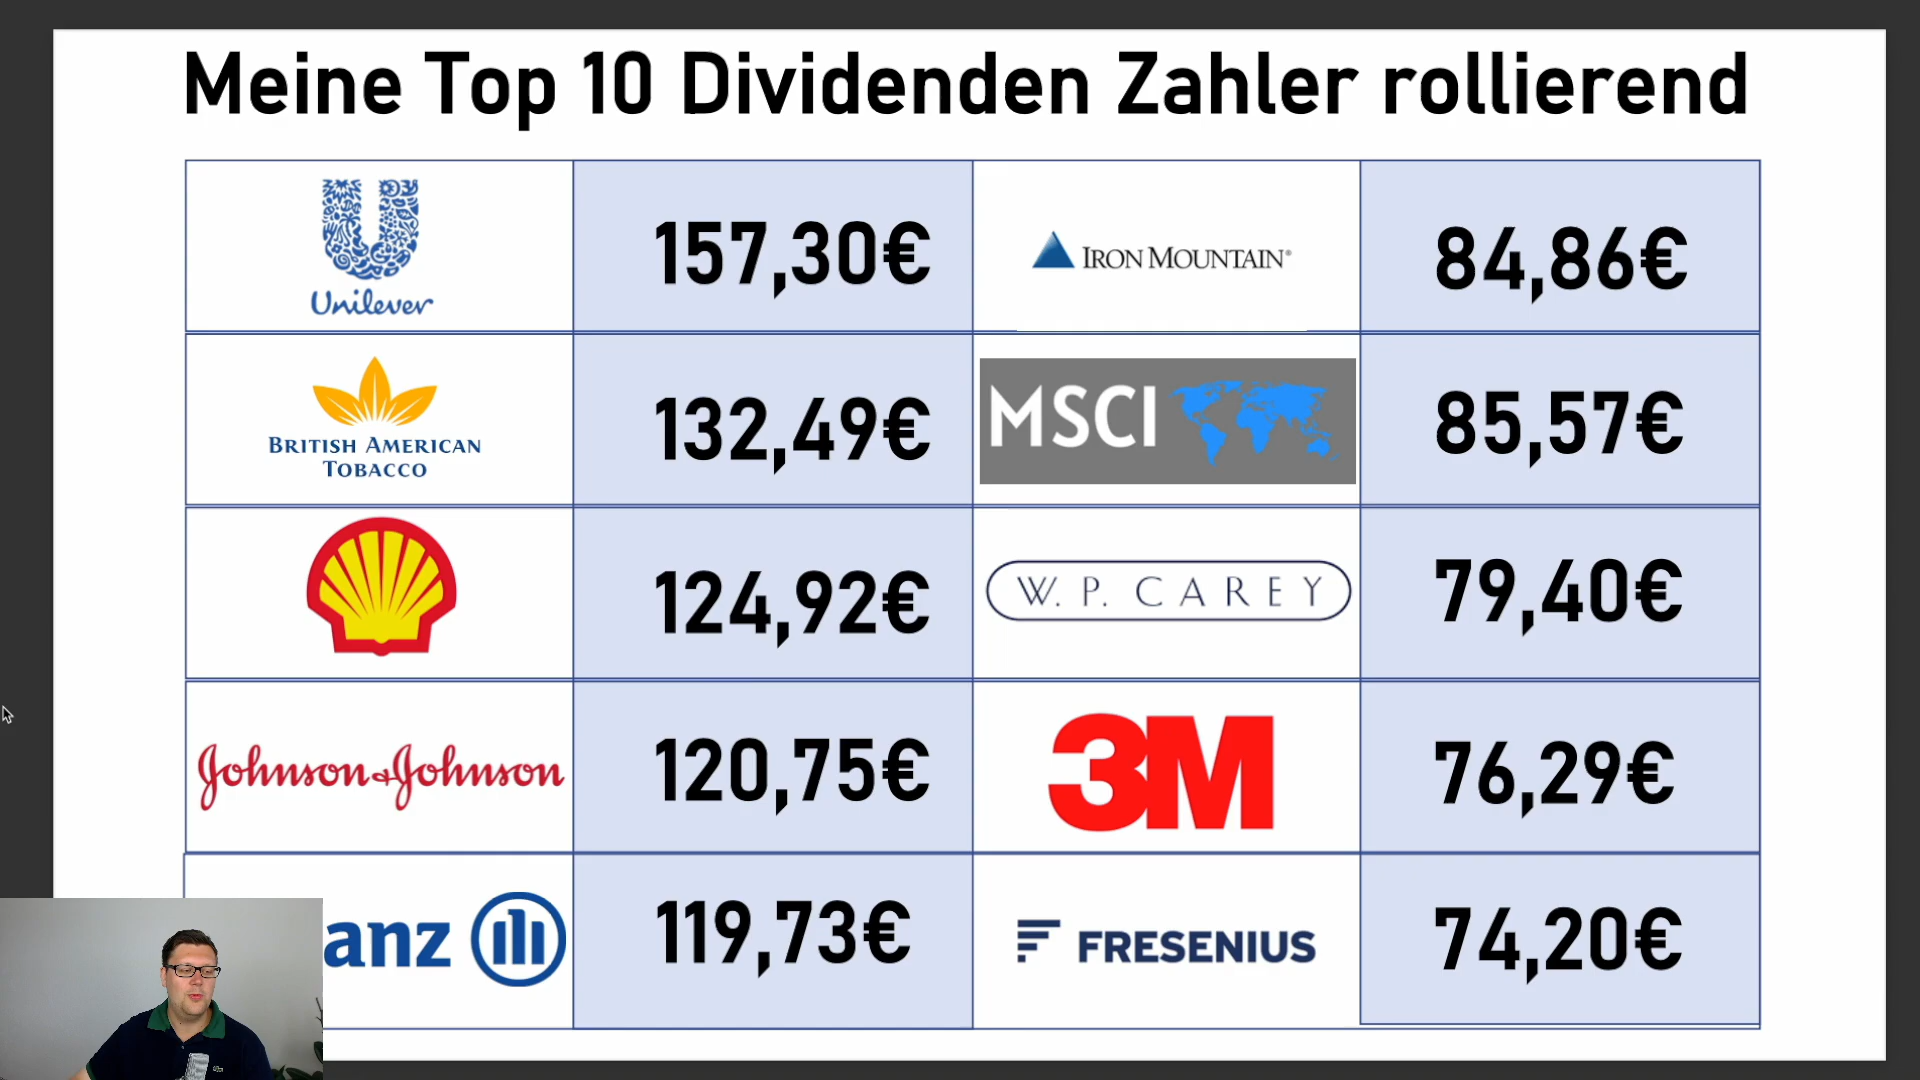 Meine Top 10 Dividenden Zahler rollierend
Unilever
157,30€
IRON MOUNTAIN®
84,86€
BRITISH AMERICAN
TOBACCO
132,49€
MSCI
85,57€
124,92€
W. P. CAREY
79,40€
Johnson & Johnson
120,75€
3M
76,29€
anz
119,73€
FRESENIUS
74,20€